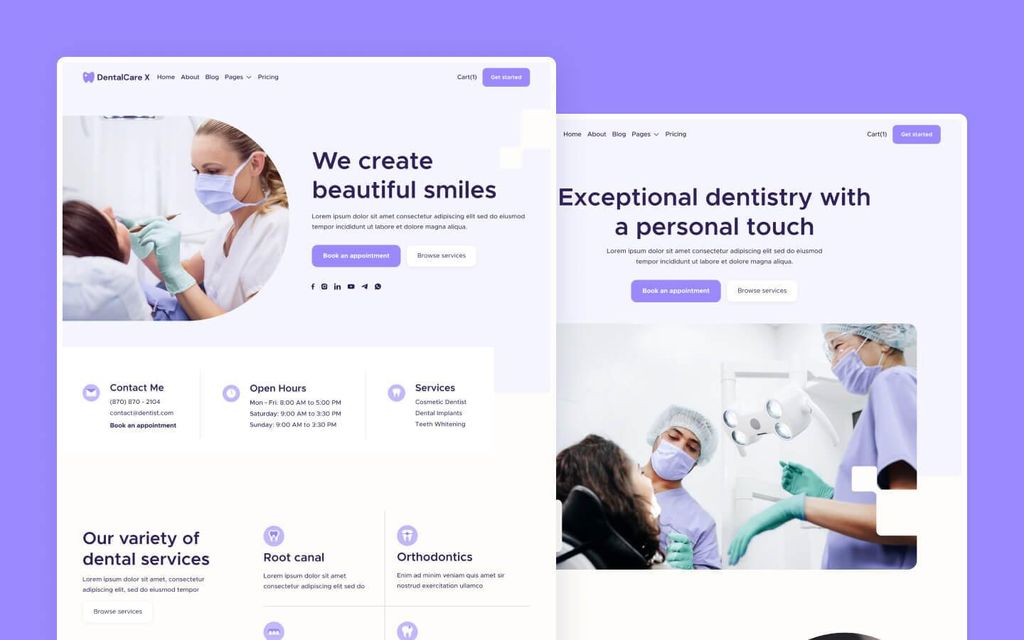 DentalCare X Home About Blog Pages Pricing Cart(1) Get started
We create
beautiful smiles
Lorem ipsum dolor sit amet consectetur adipiscing elit sed do eiusmod
tempor incididunt ut labore et dolore magna aliqua.
Book an appointment Browse services
Contact Me
(870) 870 - 2104
contact@dentist.com
Book an appointment
Open Hours
Mon - Fri: 8:00 AM to 5:00 PM
Saturday: 9:00 AM to 3:30 PM
Sunday: 9:00 AM to 3:30 PM
Services
Cosmetic Dentist
Dental Implants
Teeth Whitening
Our variety of
dental services
Lorem ipsum dolor sit amet, consectetur
adipiscing elit, sed do eiusmod tempor
Browse services
Root canal
Lorem ipsum dolor sit amet
consectetur adipiscing elit sed do
Orthodontics
Enim ad minim veniam quis amet sir
nostrud exercitation ullamco
Home About Blog Pages Pricing Cart(1) Get started
Exceptional dentistry with
a personal touch
Lorem ipsum dolor sit amet consectetur adipiscing elit sed do eiusmod
tempor incididunt ut labore et dolore magna aliqua.
Book an appointment Browse services